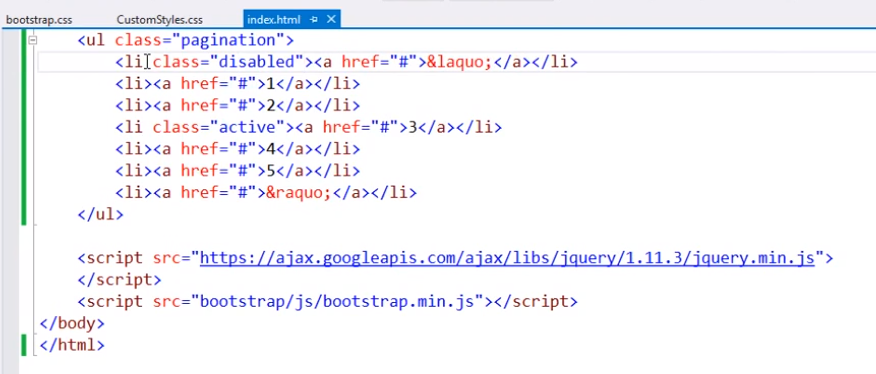 bootstrap.css CustomStyles.css index.html
<ul class="pagination">
<li class="disabled"><a href="#">&laquo;</a></li>
<li><a href="#">1</a></li>
<li><a href="#">2</a></li>
<li class="active"><a href="#">3</a></li>
<li><a href="#">4</a></li>
<li><a href="#">5</a></li>
<li><a href="#">&raquo;</a></li>
</ul>
<script src="https://ajax.googleapis.com/ajax/libs/jquery/1.11.3/jquery.min.js">
</script>
<script src="bootstrap/js/bootstrap.min.js"></script>
</body>
</html>